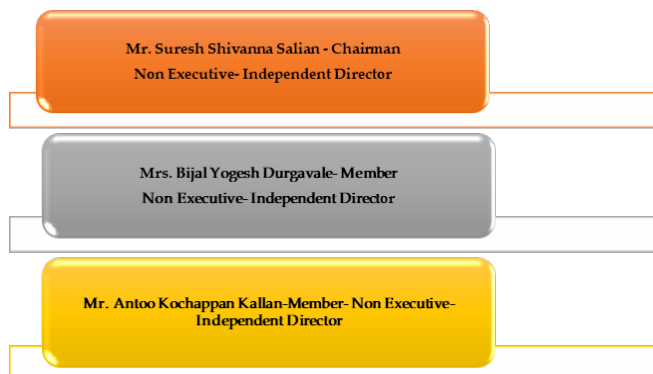 Mr. Suresh Shivanna Salian - Chairman
Non Executive- Independent Director
Mrs. Bijal Yogesh Durgavale- Member
Non Executive- Independent Director
Mr. Antoo Kochappan Kallan-Member- Non Executive-
Independent Director